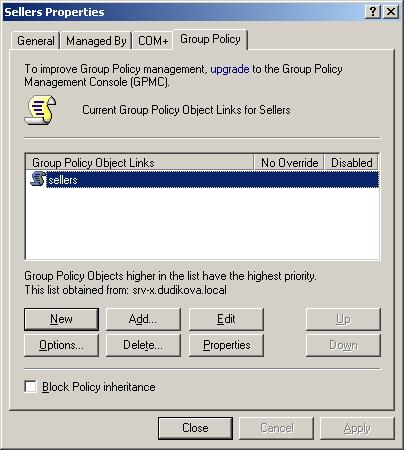 Sellers Properties
General Managed By COM+ Group Policy
To improve Group Policy management, upgrade to the Group Policy
Management Console (GPMC).
Current Group Policy Object Links for Sellers
Group Policy Object Links No Override Disabled
sellers
Group Policy Objects higher in the list have the highest priority.
This list obtained from: srv-x.dudikova.local
New Add... Edit Up
Options... Delete... Properties Down
Block Policy inheritance
Close Cancel Apply